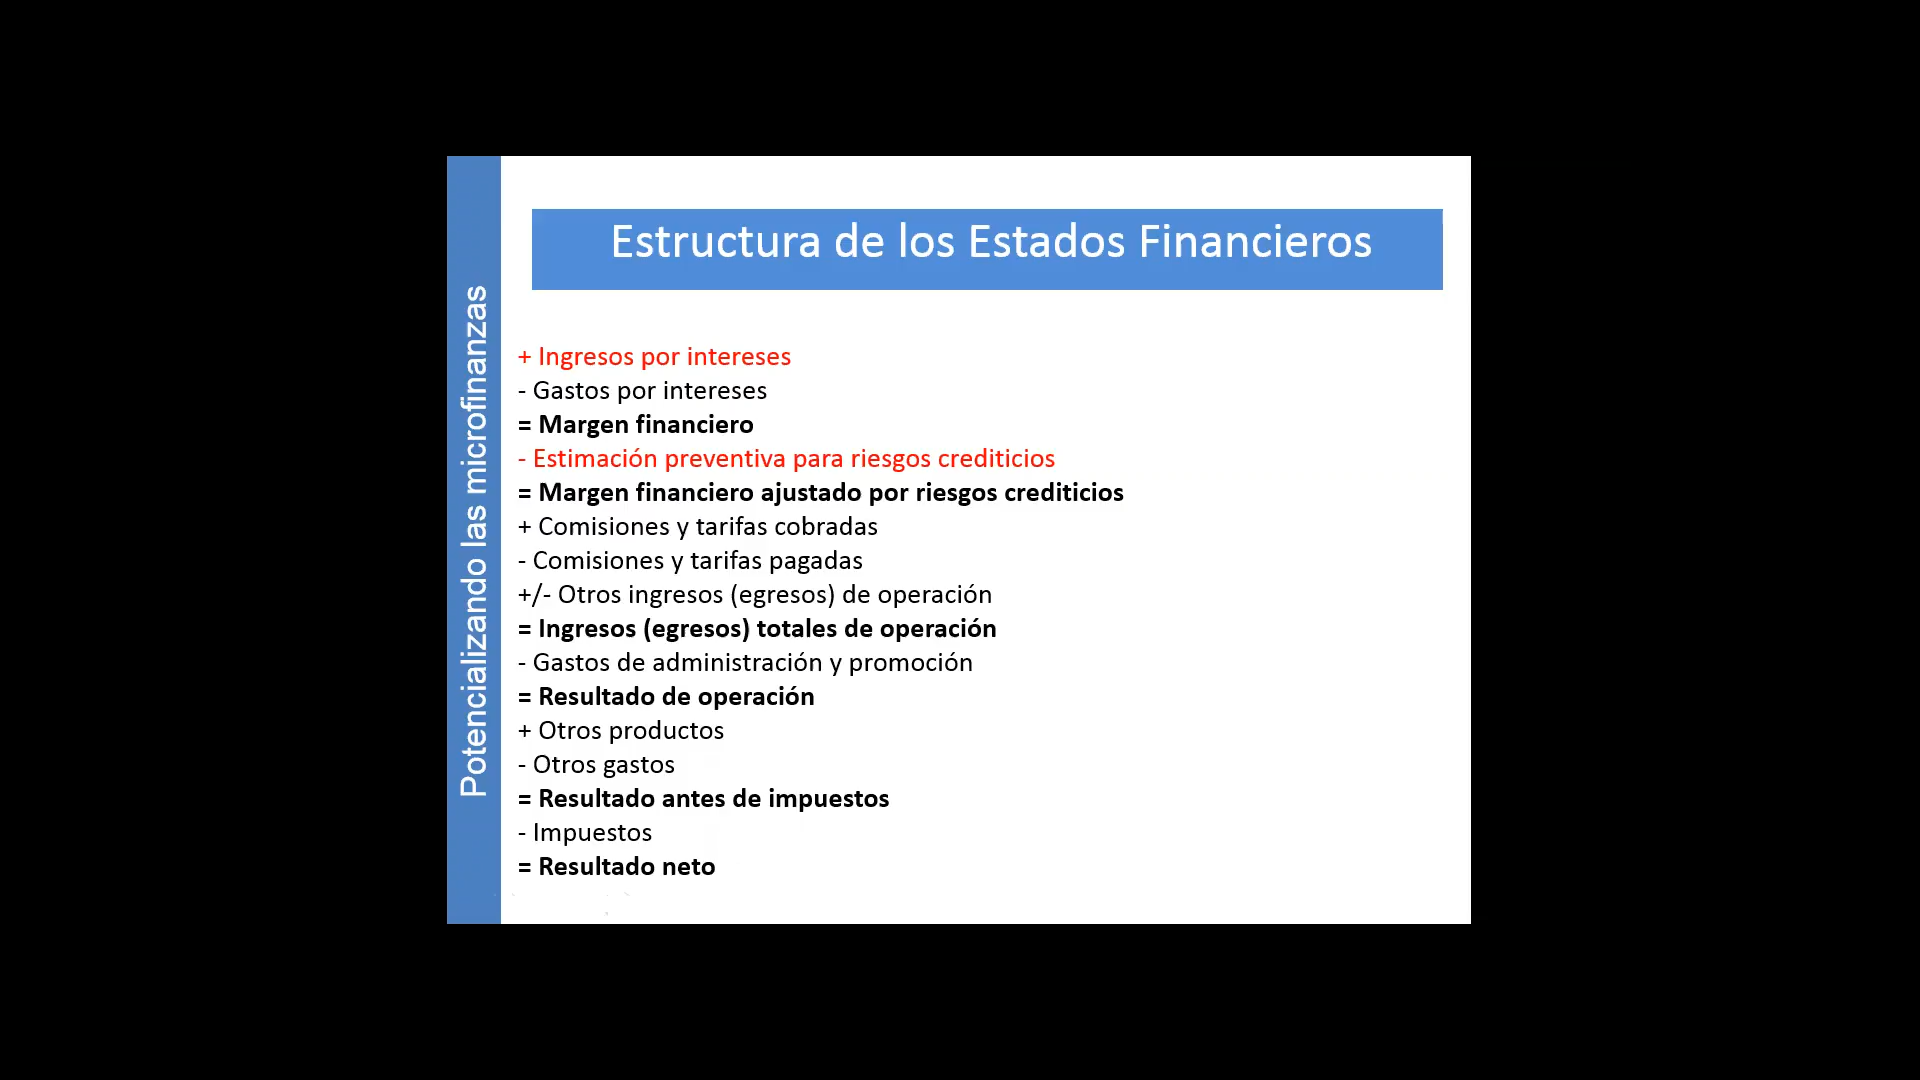 Potencializando las microfinanzas
Estructura de los Estados Financieros
+ Ingresos por intereses
- Gastos por intereses
= Margen financiero
- Estimación preventiva para riesgos crediticios
= Margen financiero ajustado por riesgos crediticios
+ Comisiones y tarifas cobradas
- Comisiones y tarifas pagadas
+/- Otros ingresos (egresos) de operación
= Ingresos (egresos) totales de operación
- Gastos de administración y promoción
= Resultado de operación
+ Otros productos
- Otros gastos
= Resultado antes de impuestos
- Impuestos
= Resultado neto